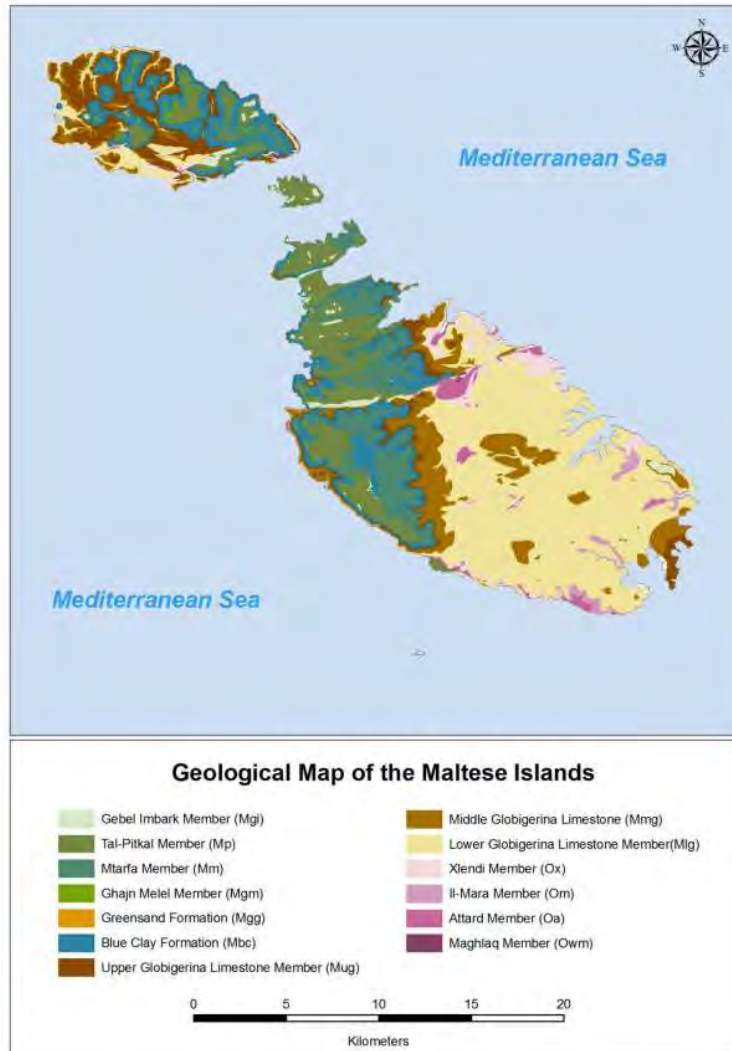 N
W E
S
Mediterranean Sea
Mediterranean Sea
Geological Map of the Maltese Islands
Gebel Imbark Member (Mgi)
Tal-Pitkal Member (Mp)
Mtarfa Member (Mm)
Ghajn Melel Member (Mgm)
Greensand Formation (Mgg)
Blue Clay Formation (Mbc)
Upper Globigerina Limestone Member (Mug)
Middle Globigerina Limestone (Mmg)
Lower Globigerina Limestone Member(Mlg)
Xlendi Member (Ox)
Il-Mara Member (Om)
Attard Member (Oa)
Maghlaq Member (Owm)
0 5 10 15 20
Kilometers